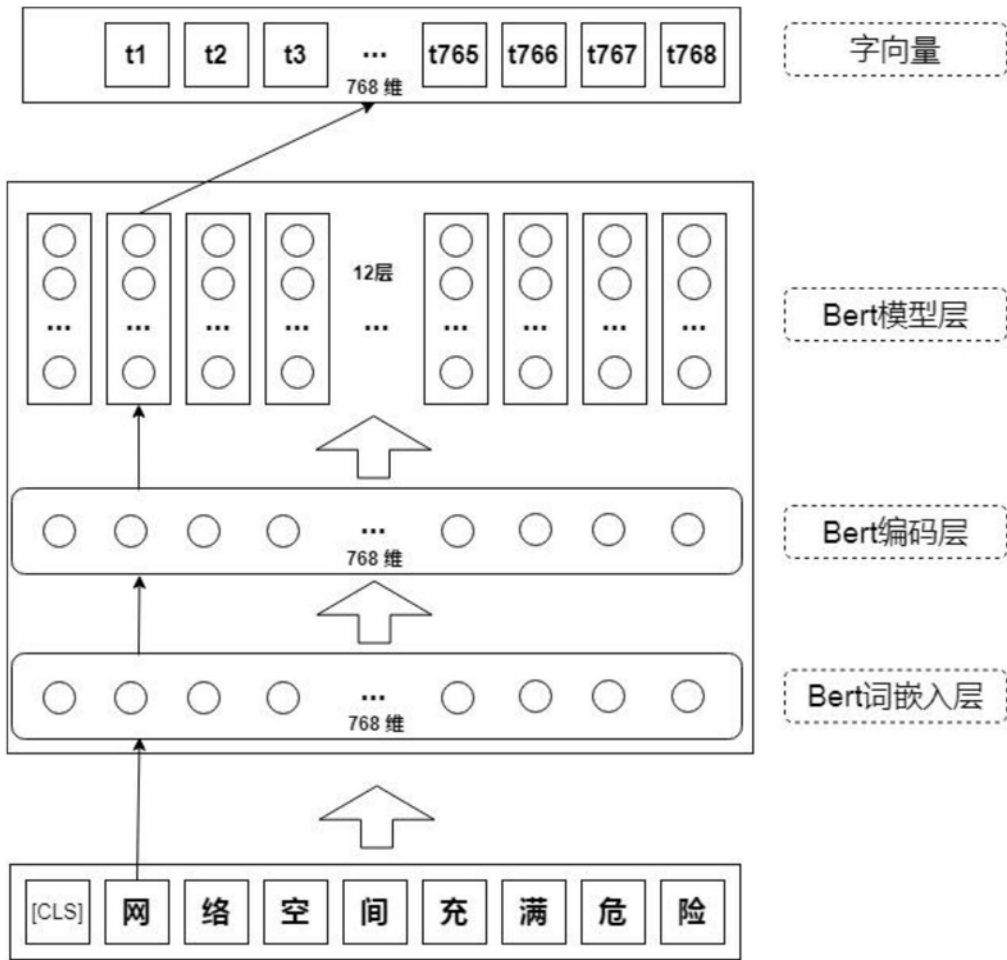 t1 t2 t3 ... t765 t766 t767 t768
768 维
字向量
12层
... ... ... ... ... ... ... ... ...
Bert模型层
...
768 维
Bert编码层
...
768 维
Bert词嵌入层
[CLS] 网 络 空 间 充 满 危 险